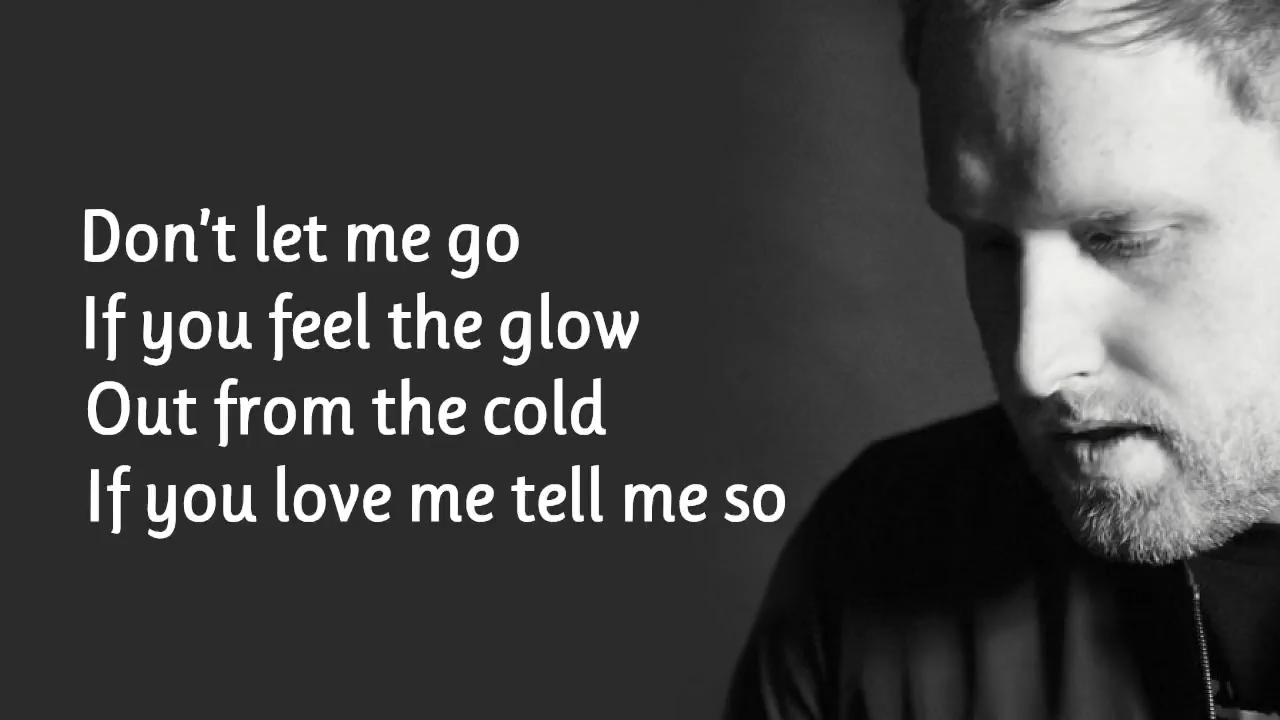 Don't let me go
If you feel the glow
Out from the cold
If you love me tell me so